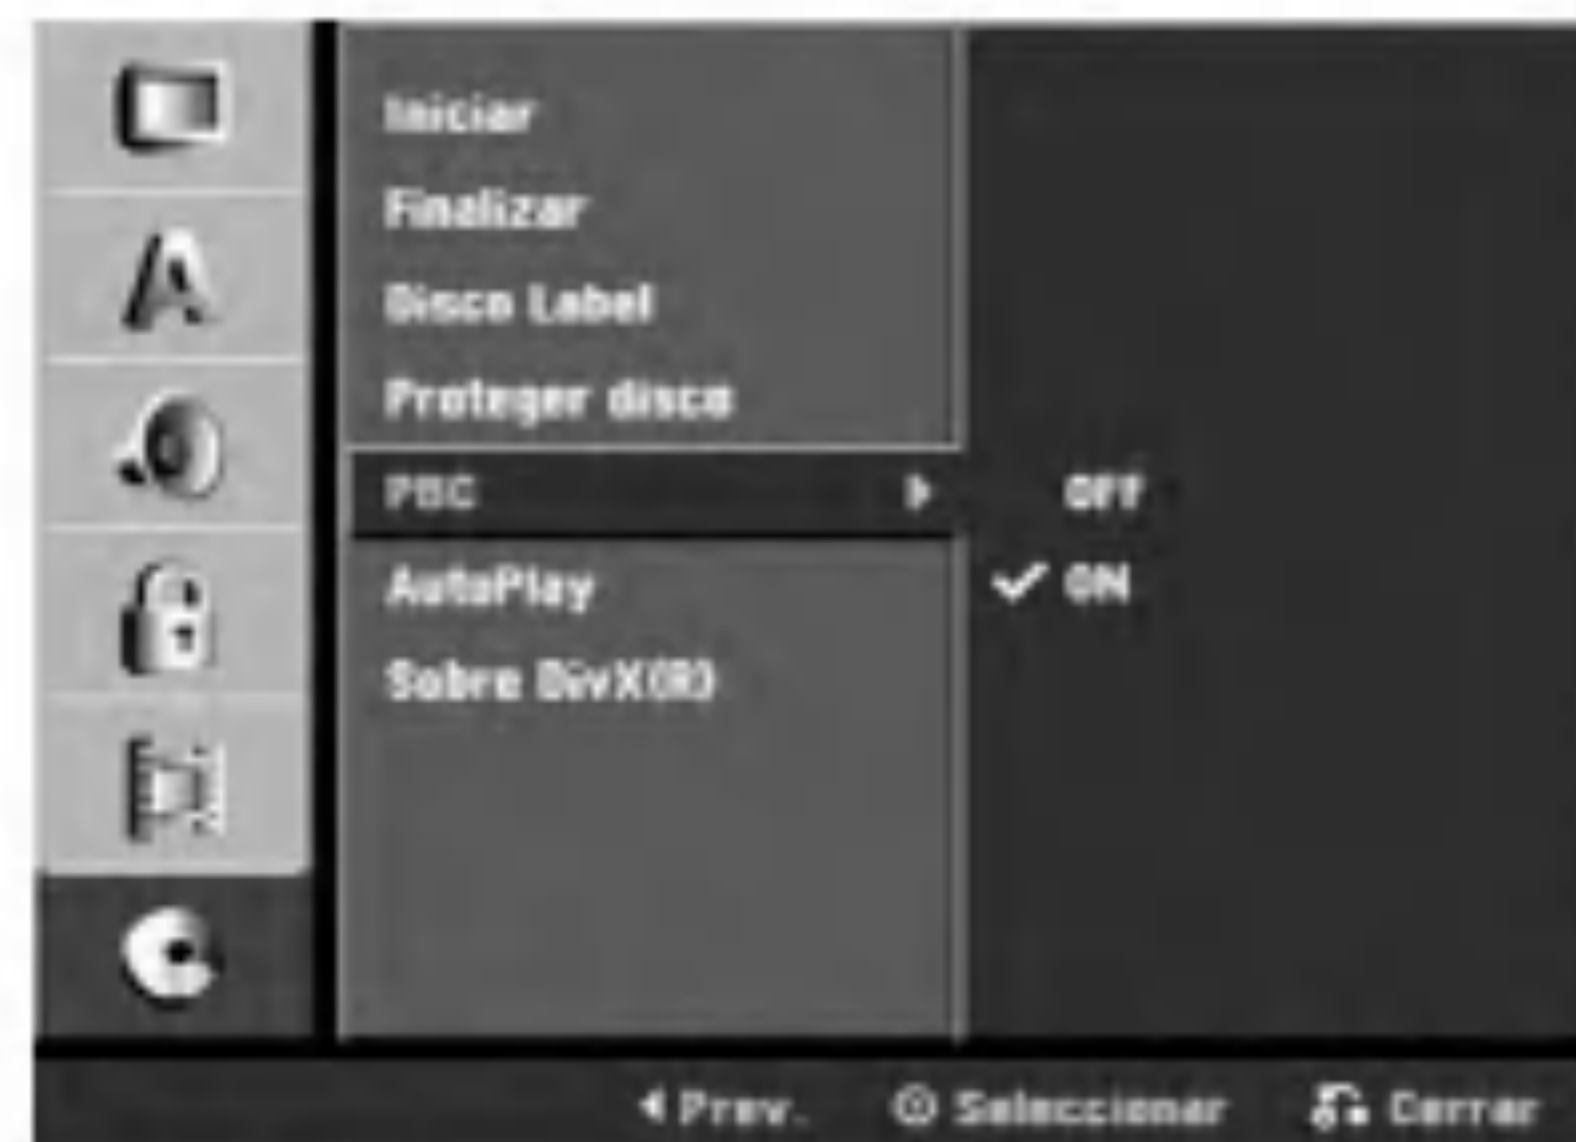 Iniciar
Finalizar
Disco Label
Proteger disco
PBC
OFF
AutoPlay
ON
Sobre DivX(R)
Prev.
Seleccionar
Cerrar